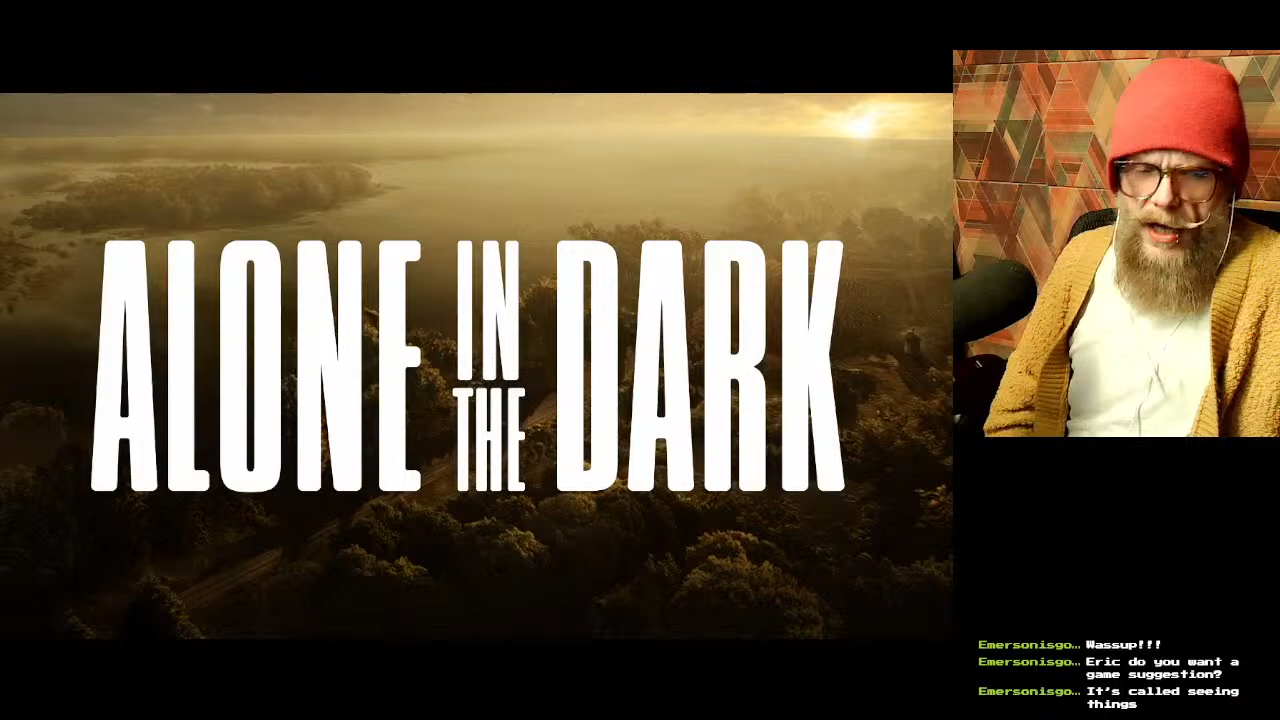 ALONE IN THE DARK
Emersonisgo… Wassup!!!
Emersonisgo… Eric do you want a
game suggestion?
Emersonisgo… It's called seeing
things